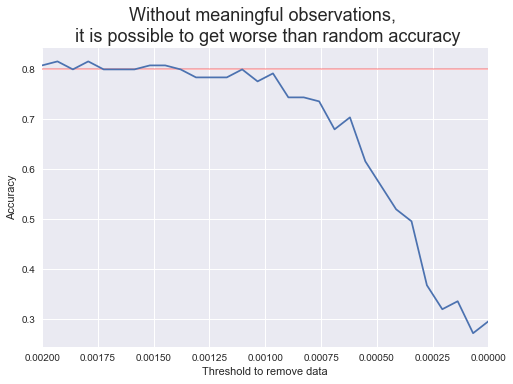 Without meaningful observations,
it is possible to get worse than random accuracy
0.8
0.7
0.6
0.5
0.4
0.3
Accuracy
0.00200 0.00175 0.00150 0.00125 0.00100 0.00075 0.00050 0.00025 0.00000
Threshold to remove data